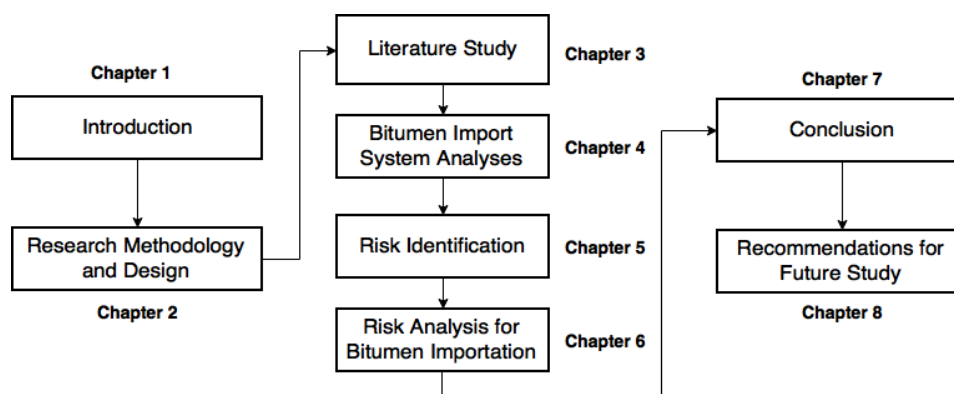 Chapter 1
Introduction
Research Methodology
and Design
Chapter 2
Literature Study
Chapter 3
Bitumen Import
System Analyses
Chapter 4
Risk Identification
Chapter 5
Risk Analysis for
Bitumen Importation
Chapter 6
Chapter 7
Conclusion
Recommendations for
Future Study
Chapter 8